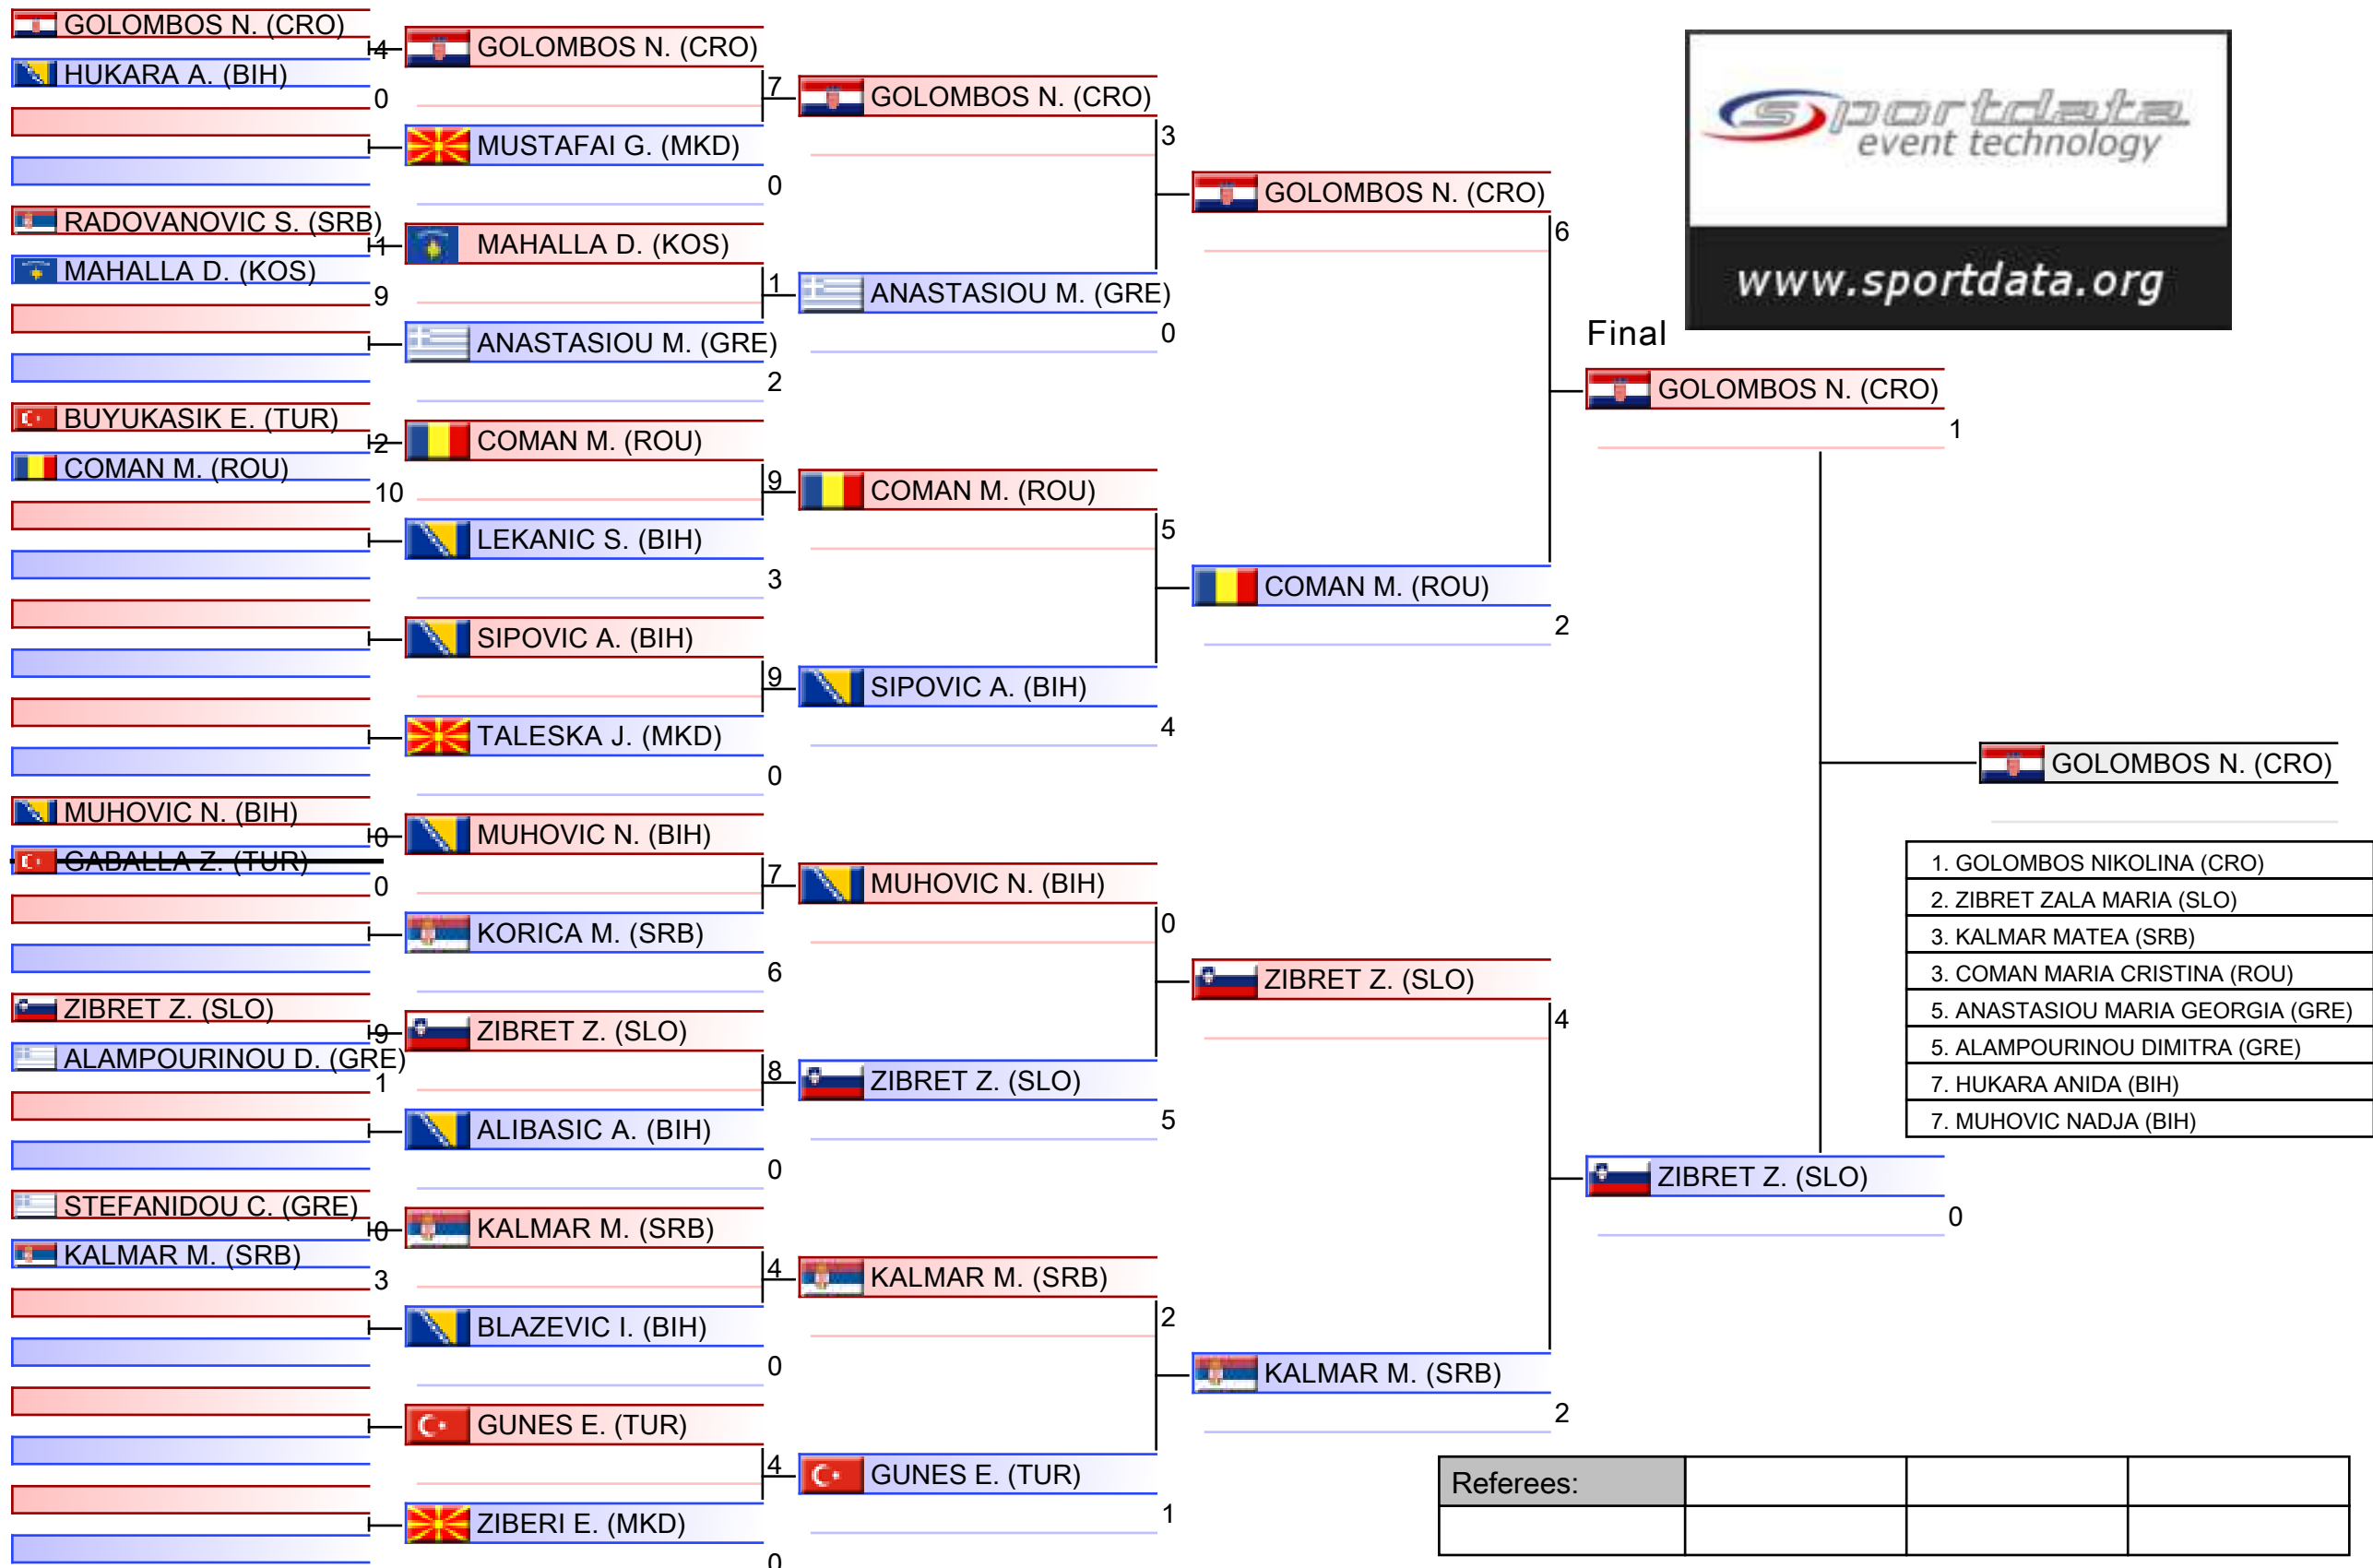 GOLOMBOS N. (CRO)
4
HUKARA A. (BIH)
0
RADOVANOVIC S. (SRB)
1
MAHALLA D. (KOS)
9
BUYUKASIK E. (TUR)
2
COMAN M. (ROU)
10
MUHOVIC N. (BIH)
0
GABALLA Z. (TUR)
0
ZIBRET Z. (SLO)
9
ALAMPOURINOU D. (GRE)
1
STEFANIDOU C. (GRE)
0
KALMAR M. (SRB)
3
GOLOMBOS N. (CRO)
7
MUSTAFAI G. (MKD)
0
MAHALLA D. (KOS)
1
ANASTASIOU M. (GRE)
2
COMAN M. (ROU)
9
LEKANIC S. (BIH)
3
SIPOVIC A. (BIH)
9
TALESKA J. (MKD)
0
MUHOVIC N. (BIH)
7
KORICA M. (SRB)
6
ZIBRET Z. (SLO)
8
ALIBASIC A. (BIH)
0
KALMAR M. (SRB)
4
BLAZEVIC I. (BIH)
0
GUNES E. (TUR)
4
ZIBERI E. (MKD)
0
GOLOMBOS N. (CRO)
3
ANASTASIOU M. (GRE)
0
COMAN M. (ROU)
5
SIPOVIC A. (BIH)
4
MUHOVIC N. (BIH)
0
ZIBRET Z. (SLO)
5
KALMAR M. (SRB)
2
GUNES E. (TUR)
1
GOLOMBOS N. (CRO)
6
COMAN M. (ROU)
2
ZIBRET Z. (SLO)
4
KALMAR M. (SRB)
2
sportdata
event technology
www.sportdata.org
Final
GOLOMBOS N. (CRO)
1
ZIBRET Z. (SLO)
0
GOLOMBOS N. (CRO)
1. GOLOMBOS NIKOLINA (CRO)
2. ZIBRET ZALA MARIA (SLO)
3. KALMAR MATEA (SRB)
3. COMAN MARIA CRISTINA (ROU)
5. ANASTASIOU MARIA GEORGIA (GRE)
5. ALAMPOURINOU DIMITRA (GRE)
7. HUKARA ANIDA (BIH)
7. MUHOVIC NADJA (BIH)
Referees: